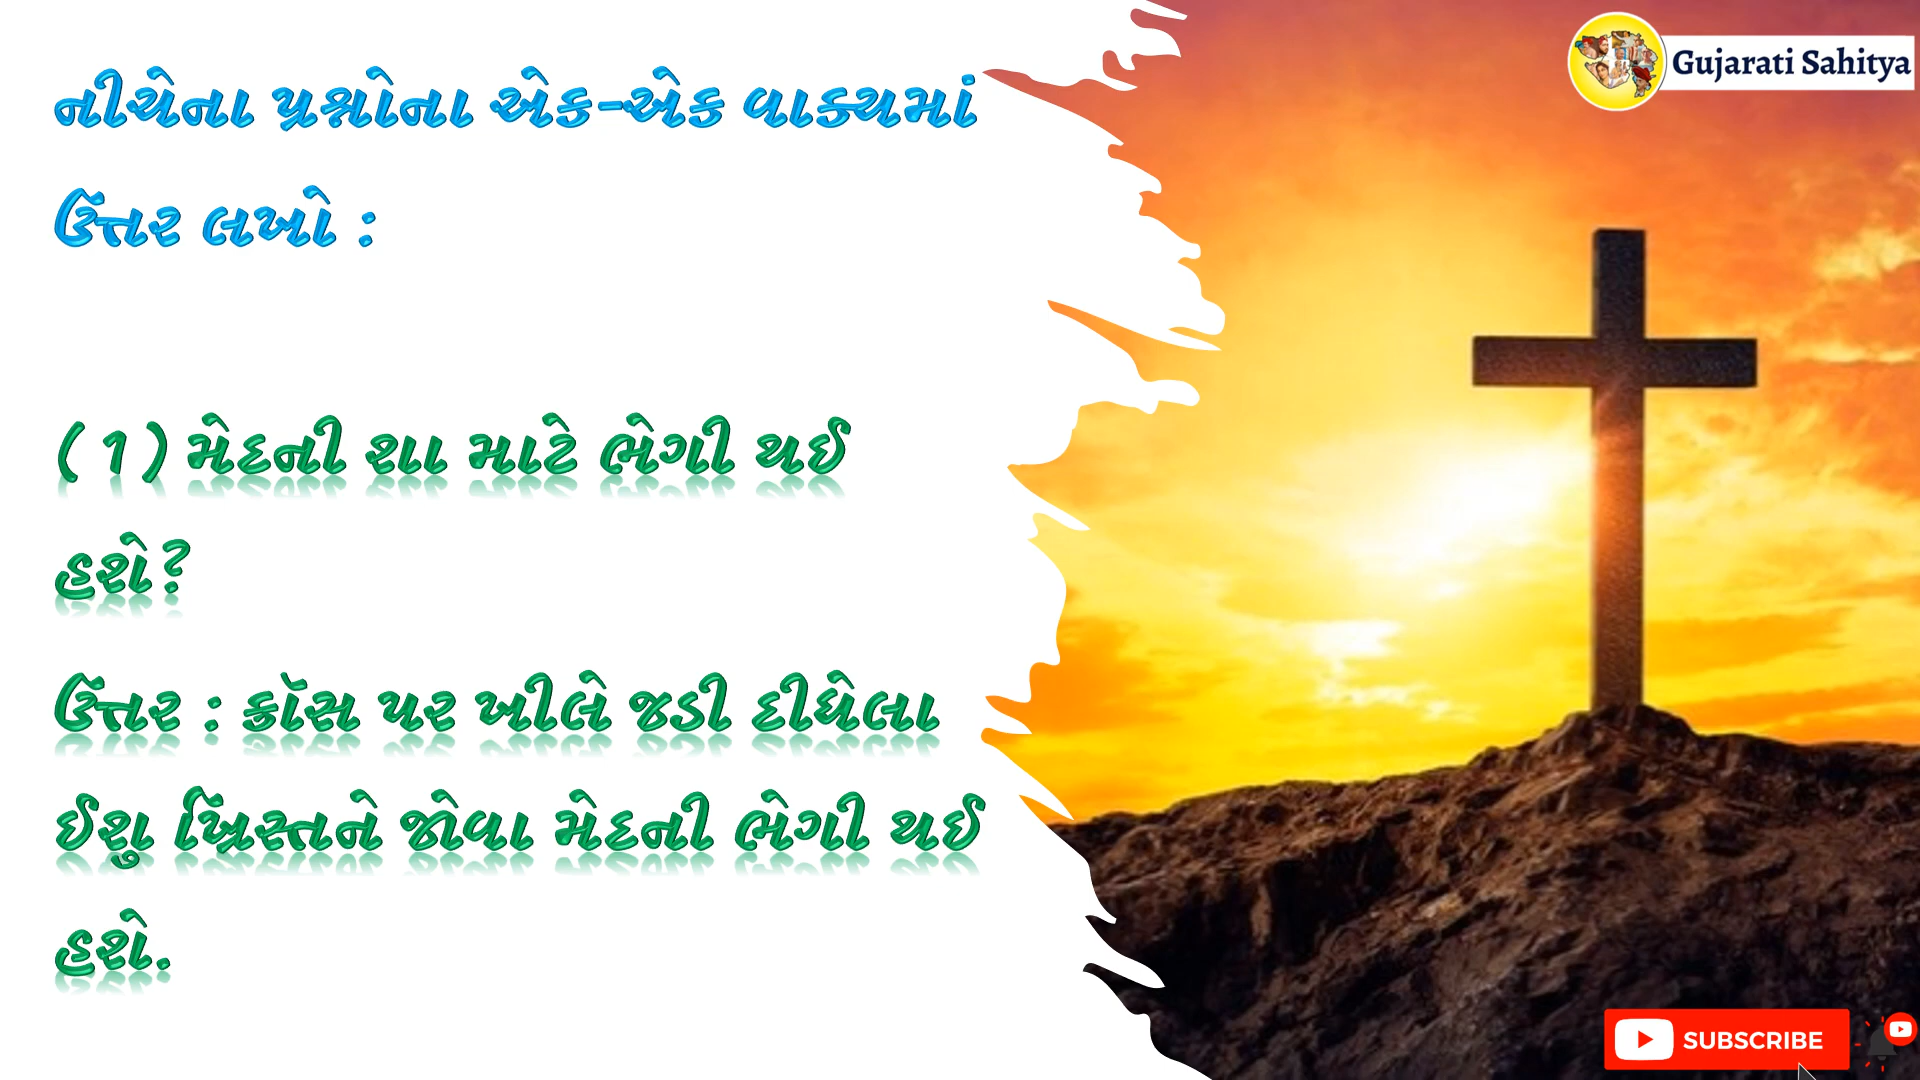 Gujarati Sahitya
નીચેના પ્રશ્નોના એક-એક વાક્યમાં
ઉત્તર લખો :
(1) મેદની શા માટે ભેગી થઈ
હશે?
ઉત્તર : ક્રૉસ પર ખીલે જડી દીધેલા
ઈશુ ખ્રિસ્તને જોવા મેદની ભેગી થઈ
હશે.
SUBSCRIBE